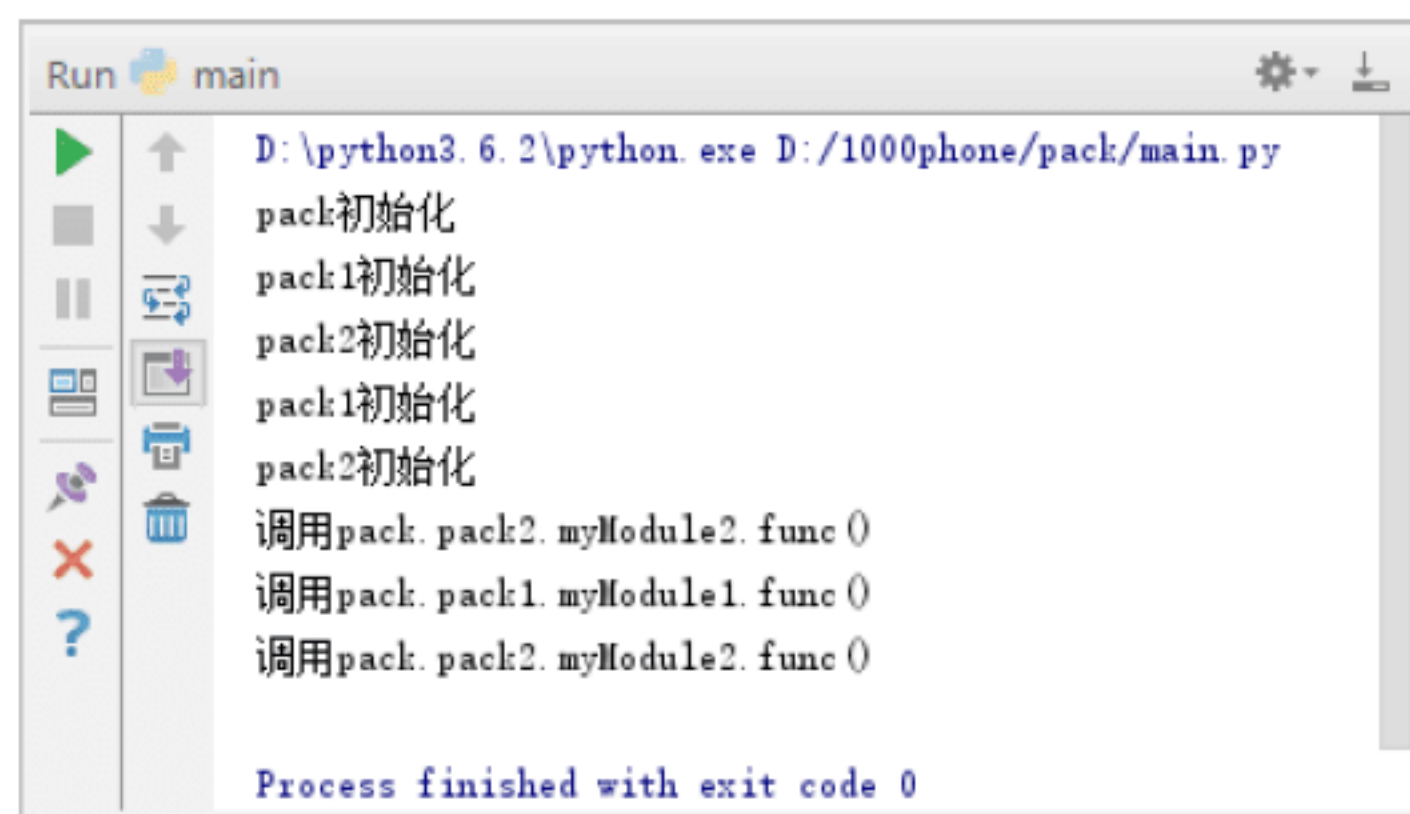 Run main
D:\python3.6.2\python.exe D:/1000phone/pack/main.py
pack初始化
pack1初始化
pack2初始化
pack1初始化
pack2初始化
调用pack.pack2.myModule2.func()
调用pack.pack1.myModule1.func()
调用pack.pack2.myModule2.func()
Process finished with exit code 0